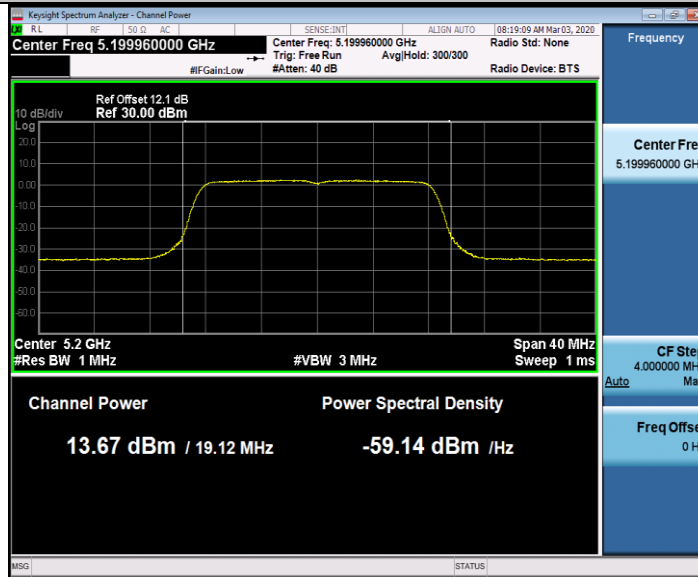 Keysight Spectrum Analyzer - Channel Power
RL RF 50 Ω AC SENSE:INT ALIGN AUTO 08:19:09 AM Mar 03, 2020
Center Freq 5.199960000 GHz
Center Freq: 5.199960000 GHz Radio Std: None
Trig: Free Run Avg|Hold: 300/300
#IFGain:Low #Atten: 40 dB Radio Device: BTS
Frequency
Ref Offset 12.1 dB
10 dB/div Ref 30.00 dBm
Log
20.0
10.0
0.00
-10.0
-20.0
-30.0
-40.0
-50.0
-60.0
Center 5.2 GHz Span 40 MHz
#Res BW 1 MHz #VBW 3 MHz Sweep 1 ms
Channel Power Power Spectral Density
13.67 dBm / 19.12 MHz -59.14 dBm /Hz
Center Fre
5.199960000 GH
CF Ste
4.000000 MH
Auto Ma
Freq Offse
0 H
MSG STATUS